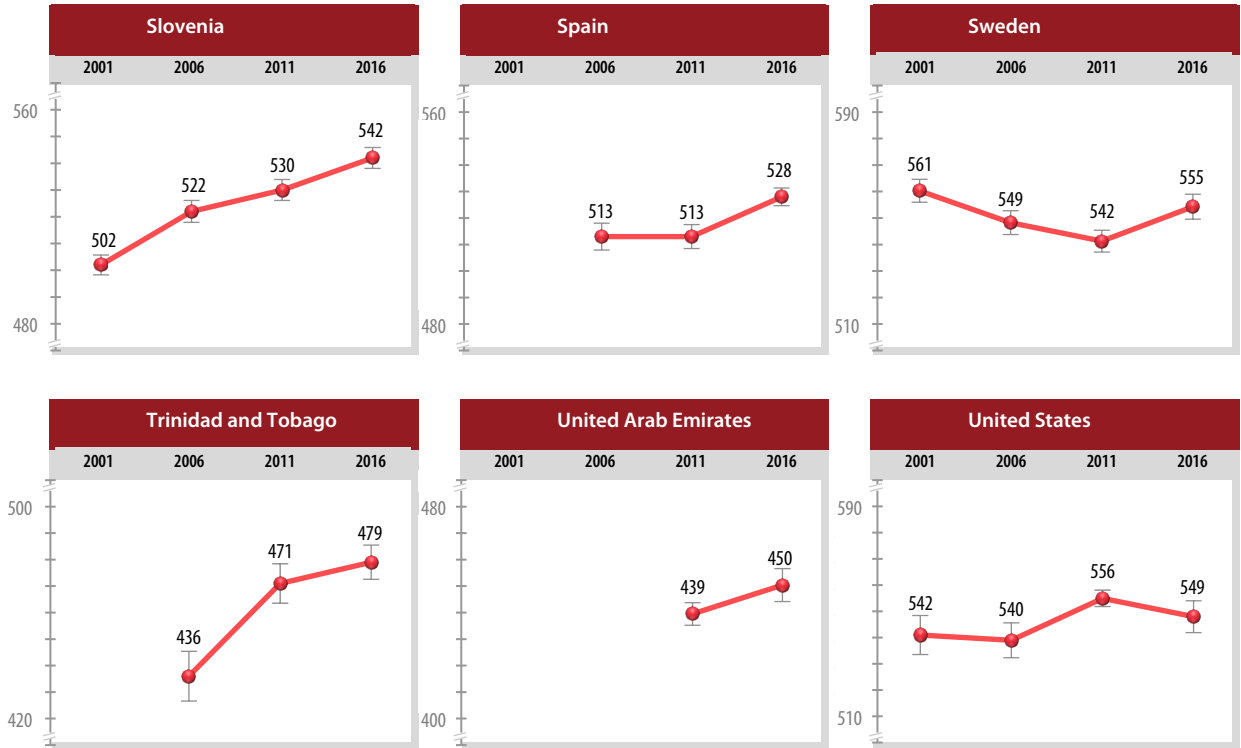 Slovenia
2001 2006 2011 2016
560
542
530
522
502
480
Spain
2001 2006 2011 2016
560
528
513 513
480
Sweden
2001 2006 2011 2016
590
561
555
549
542
510
Trinidad and Tobago
2001 2006 2011 2016
500
479
471
436
420
United Arab Emirates
2001 2006 2011 2016
480
450
439
400
United States
2001 2006 2011 2016
590
556
549
542
540
510